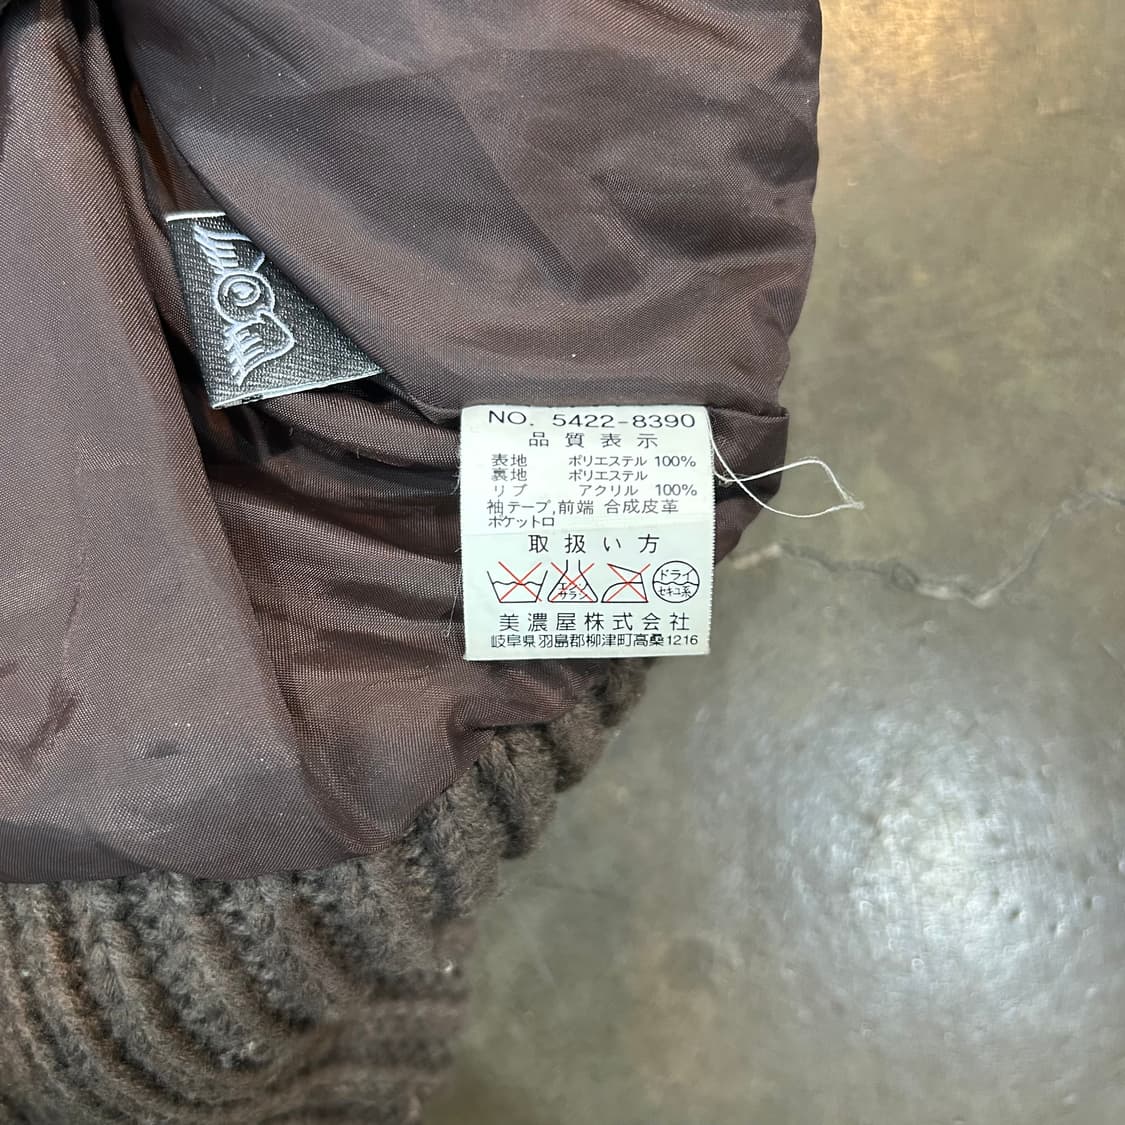 NO. 5422-8390
品質表示
表地 ポリエステル 100%
裏地 ポリエステル
リブ アクリル 100%
袖テープ,前端 合成皮革
ポケット口
取扱い方
エンソ
サラシ
ドライ
セキユ系
美濃屋株式会社
岐阜県羽島郡柳津町高桑1216